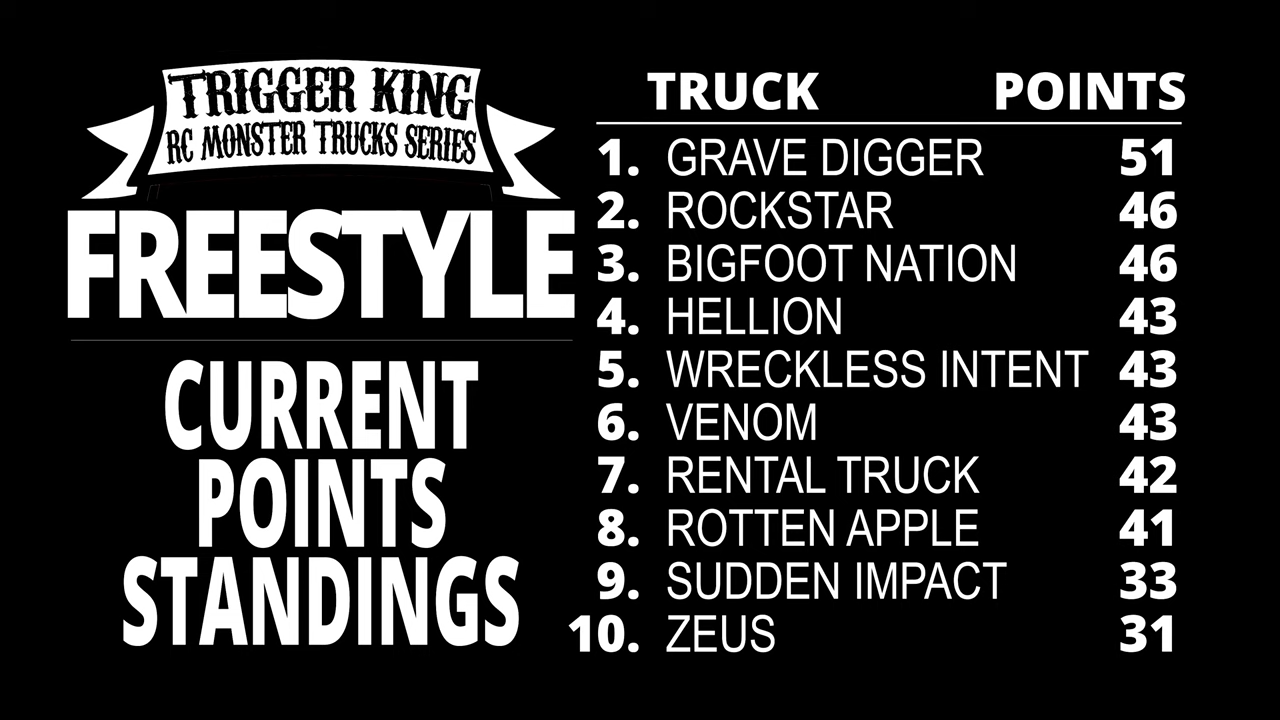 TRIGGER KING
RC MONSTER TRUCKS SERIES
FREESTYLE
CURRENT
POINTS
STANDINGS
TRUCK POINTS
1. GRAVE DIGGER 51
2. ROCKSTAR 46
3. BIGFOOT NATION 46
4. HELLION 43
5. WRECKLESS INTENT 43
6. VENOM 43
7. RENTAL TRUCK 42
8. ROTTEN APPLE 41
9. SUDDEN IMPACT 33
10. ZEUS 31